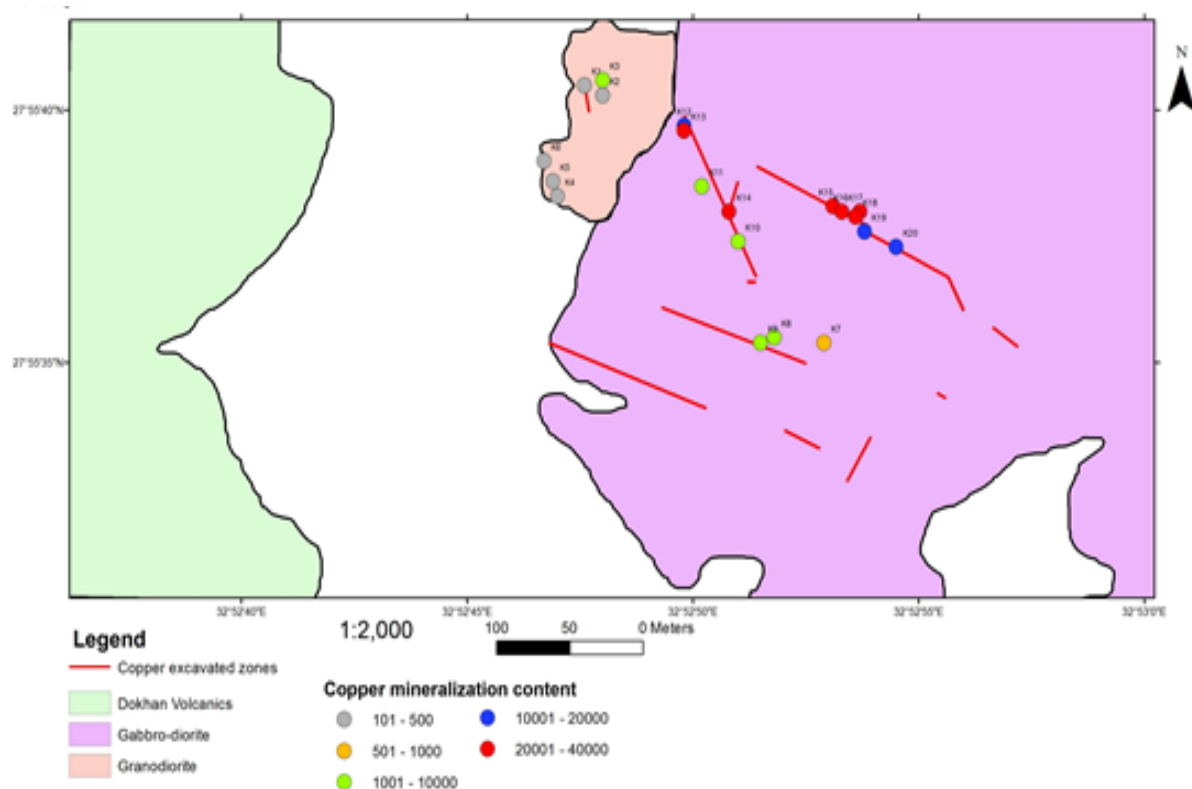 N
K3
K1
K2
27°55'40"N
K12
K13
K6
K5
K4
K11
K14
K10
K15
K16
K17
K18
K19
K20
K9
K8
K7
27°55'35"N
32°52'40"E
32°52'45"E
32°52'50"E
32°52'55"E
32°53'0"E
Legend
1:2,000
100 50 0 Meters
Copper excavated zones
Dokhan Volcanics
Gabbro-diorite
Granodiorite
Copper mineralization content
101 - 500
501 - 1000
1001 - 10000
10001 - 20000
20001 - 40000